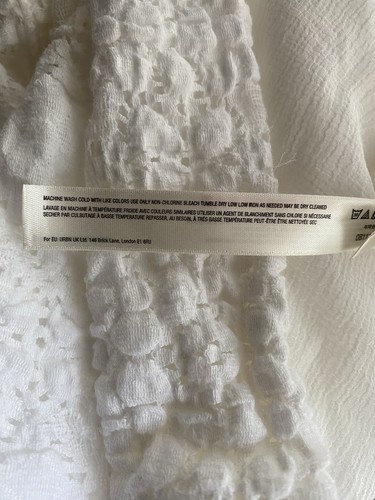 MACHINE WASH COLD WITH LIKE COLORS USE ONLY NON-CHLORINE BLEACH TUMBLE DRY LOW LOW IRON AS NEEDED MAY BE DRY CLEANED
LAVAGE EN MACHINE À TEMPÉRATURE FROIDE AVEC COULEURS SIMILAIRES UTILISER UN AGENT DE BLANCHIMENT SANS CHLORE SI NÉCESSAIRE
SÉCHER PAR CULBUTAGE À BASSE TEMPÉRATURE REPASSER, AU BESOIN, À TRÈS BASSE TEMPÉRATURE PEUT-ÊTRE ÊTRE NETTOYÉE SEC
For EU: URBN UK Ltd. 146 Brick Lane, London E1 6RU